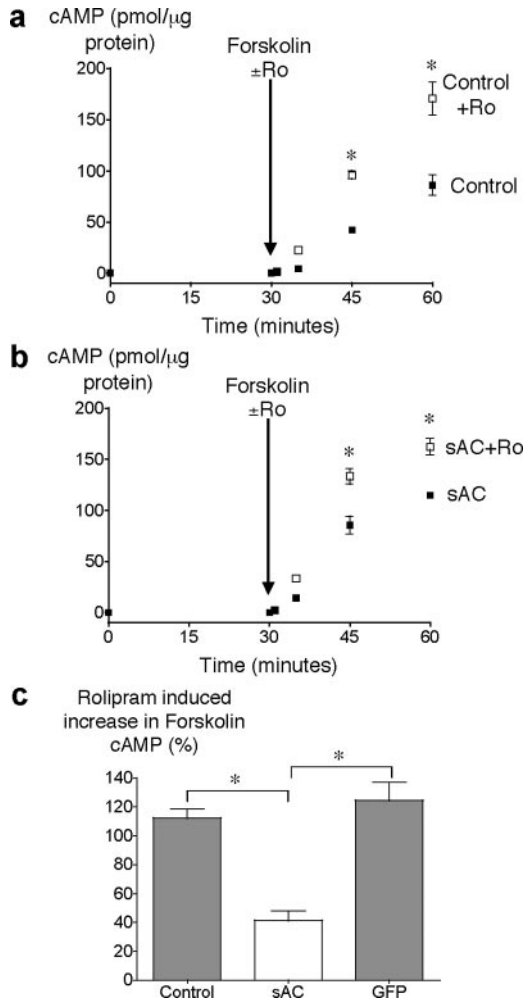 a
cAMP (pmol/μg
protein)
Forskolin
±Ro
200
150
100
50
0
*
*
Control
+Ro
Control
0
15
30
45
60
Time (minutes)
b
cAMP (pmol/μg
protein)
Forskolin
±Ro
200
150
100
50
0
*
*
sAC+Ro
sAC
0
15
30
45
60
Time (minutes)
c
Rolipram induced
increase in Forskolin
cAMP (%)
140
120
100
80
60
40
20
0
*
*
Control
sAC
GFP